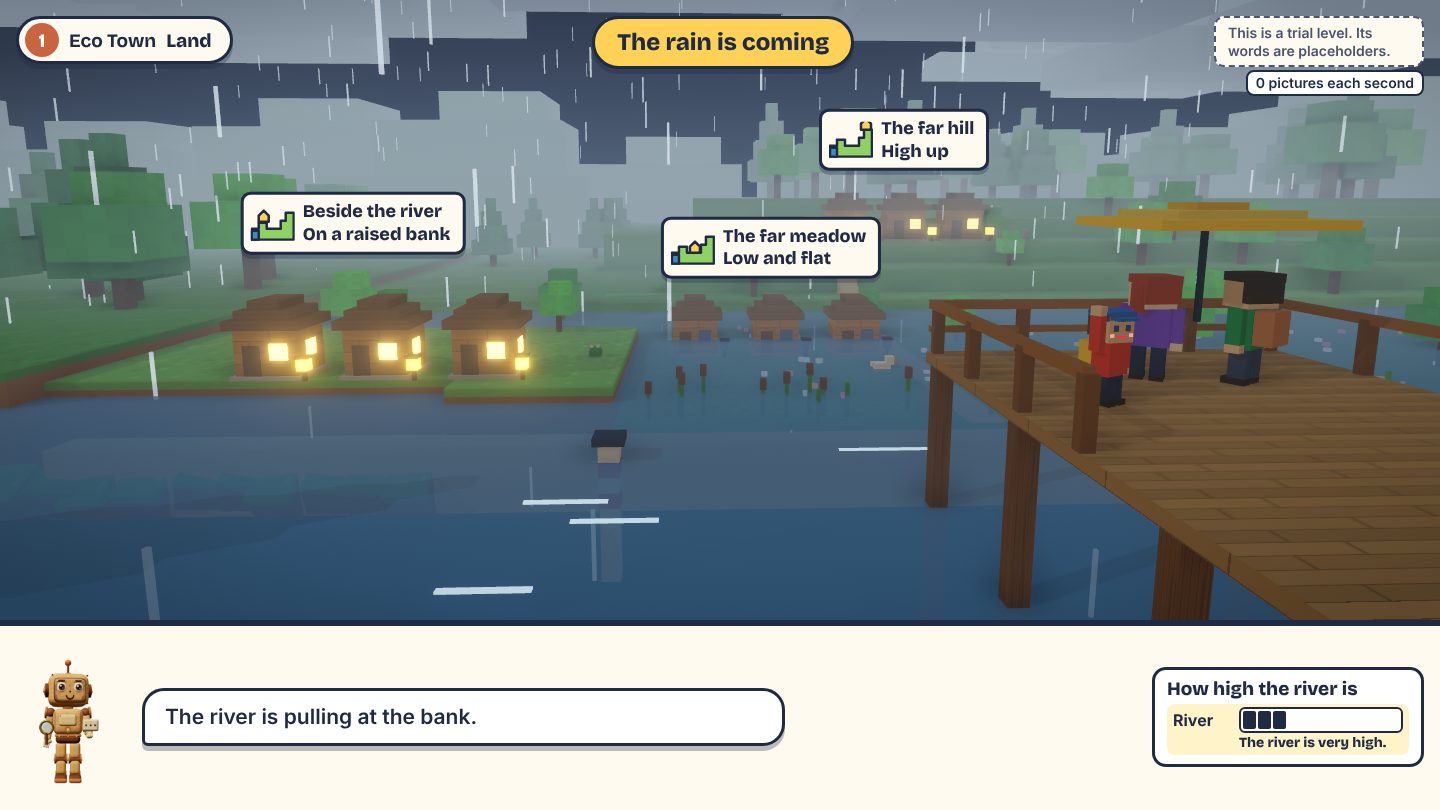 1 Eco Town Land
The rain is coming
This is a trial level. Its
words are placeholders.
0 pictures each second
The far hill
High up
Beside the river
On a raised bank
The far meadow
Low and flat
The river is pulling at the bank.
How high the river is
River
The river is very high.